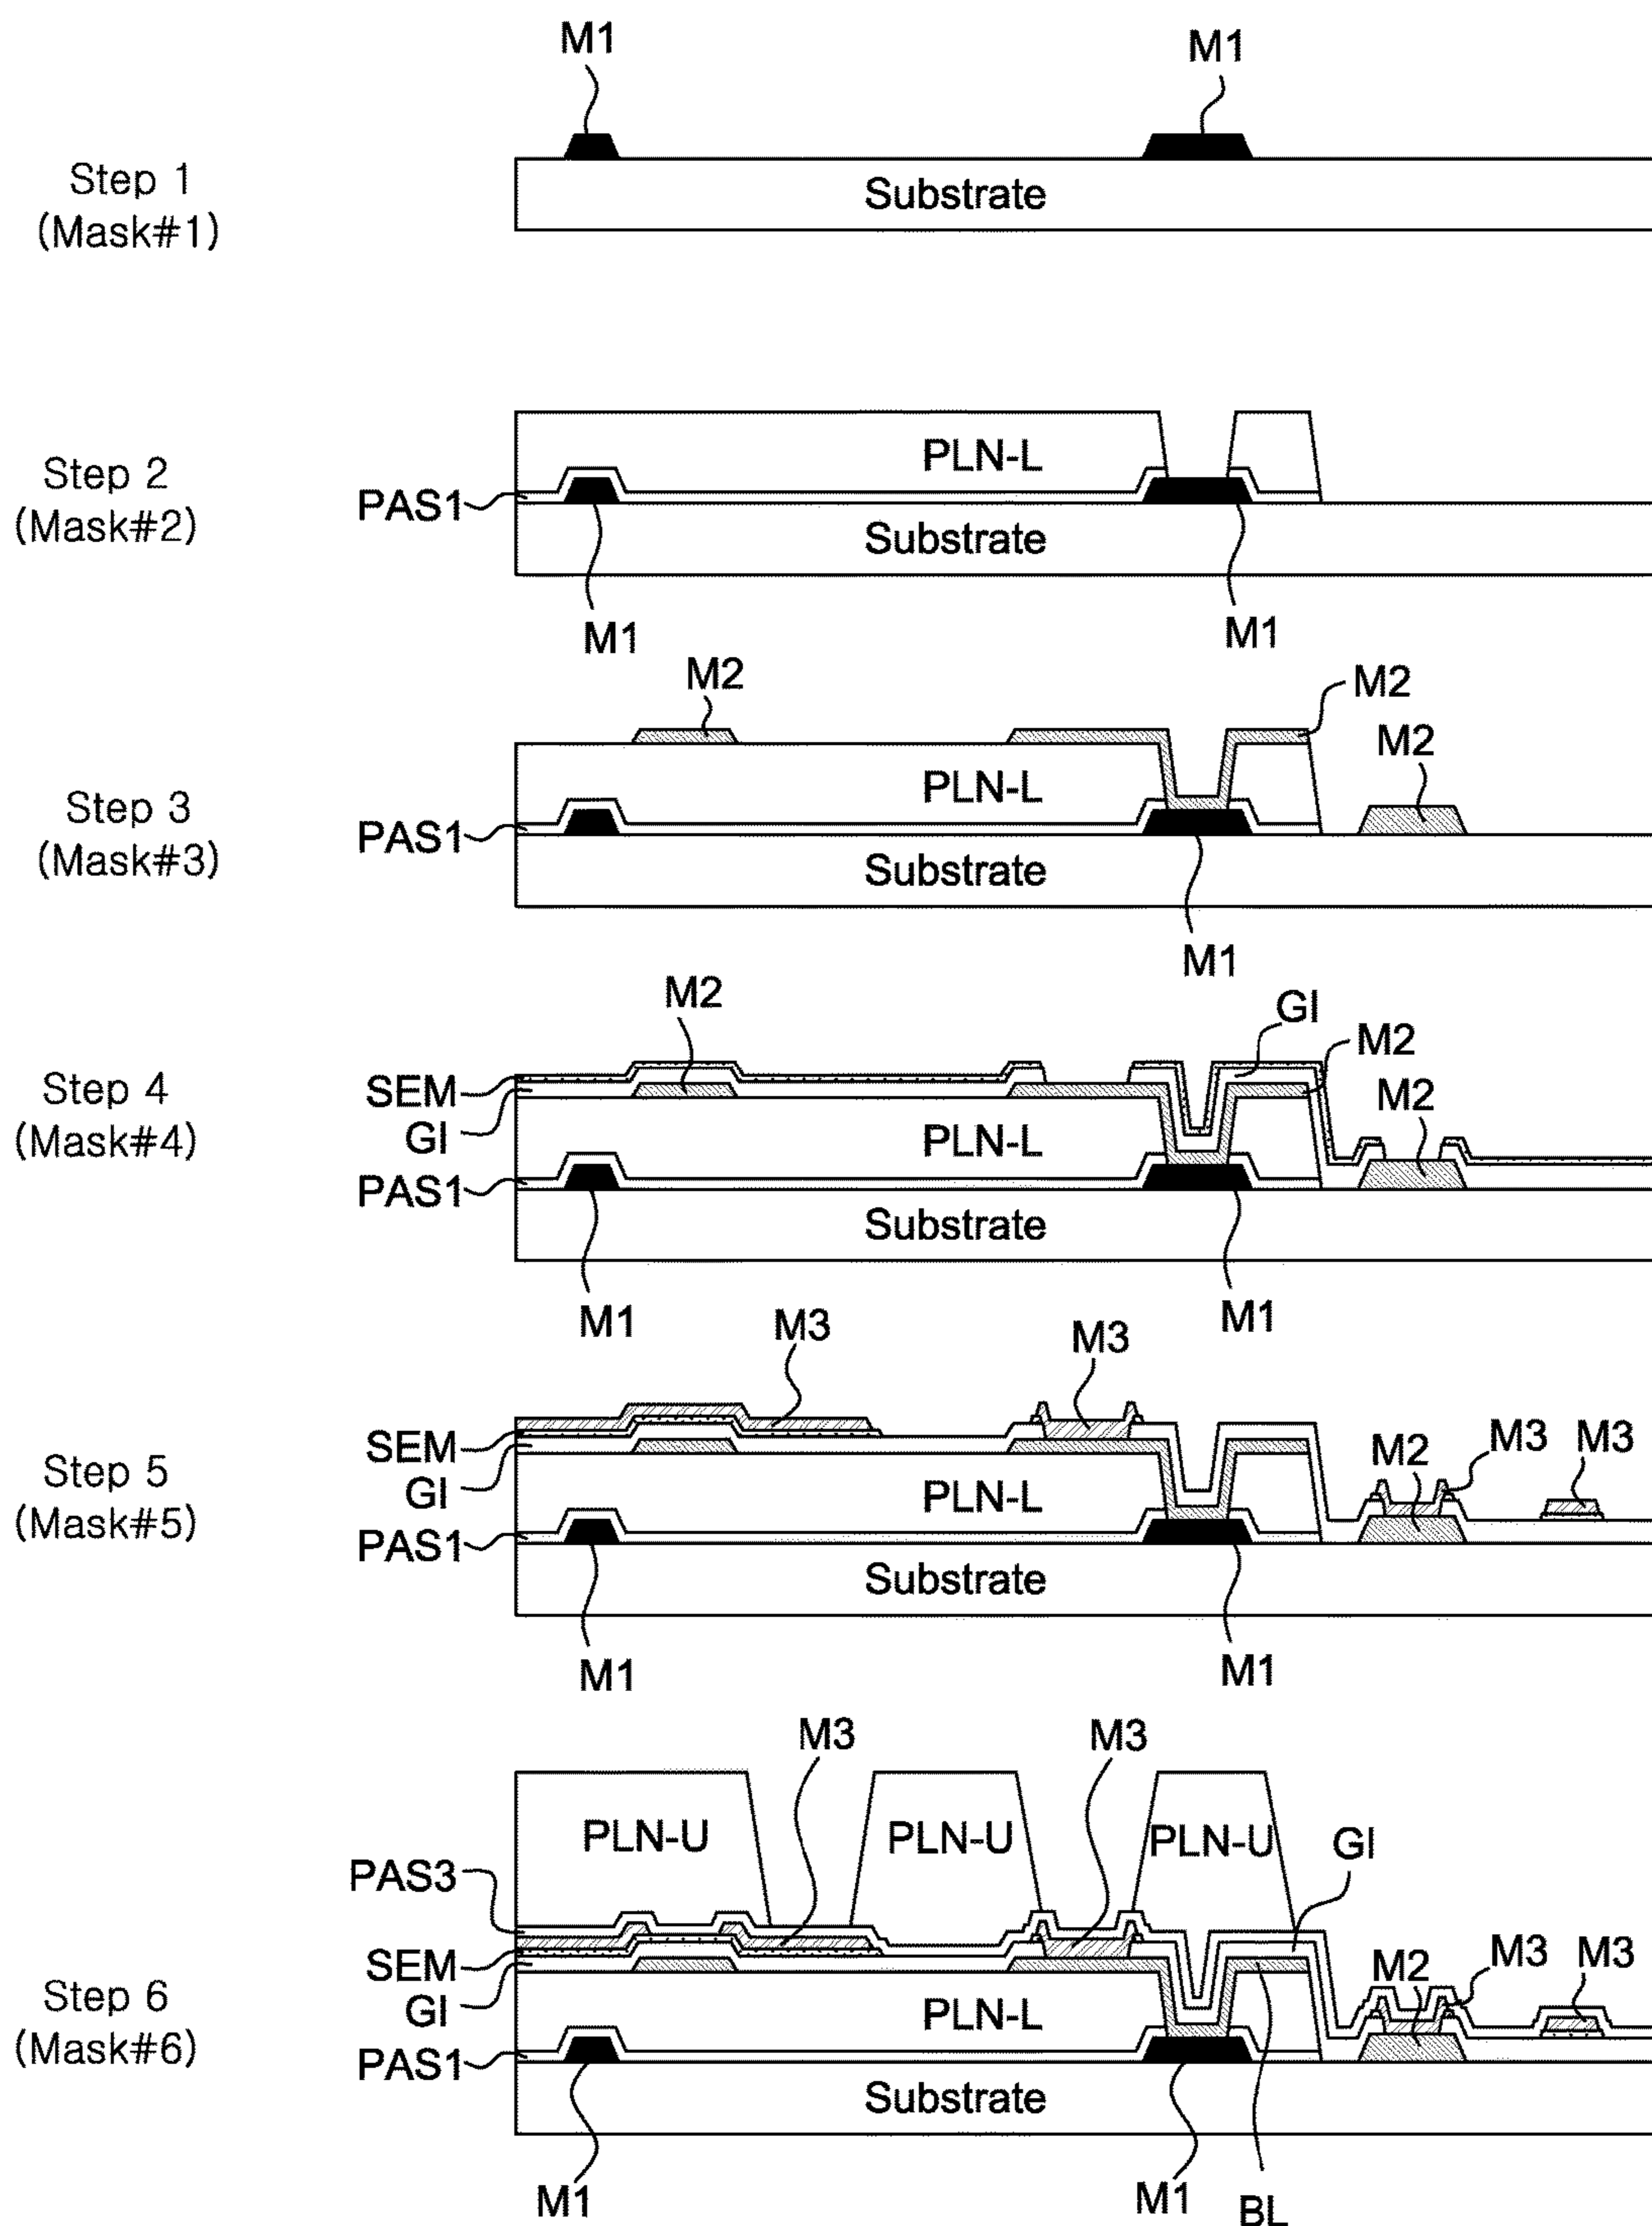 M1
M1
Step 1
(Mask#1)
Substrate
Step 2
(Mask#2)
PLN-L
PAS1
Substrate
M1
M1
M2
M2
M2
Step 3
(Mask#3)
PLN-L
PAS1
Substrate
M1
M2
GI
M2
M2
Step 4
(Mask#4)
SEM
GI
PLN-L
PAS1
Substrate
M1
M1
M3
M3
Step 5
(Mask#5)
SEM
GI
M2
M3
M3
PLN-L
PAS1
Substrate
M1
M1
M3
M3
PLN-U
PLN-U
PLN-U
GI
PAS3
Step 6
(Mask#6)
SEM
GI
M2
M3
M3
PLN-L
PAS1
Substrate
M1
M1
BL